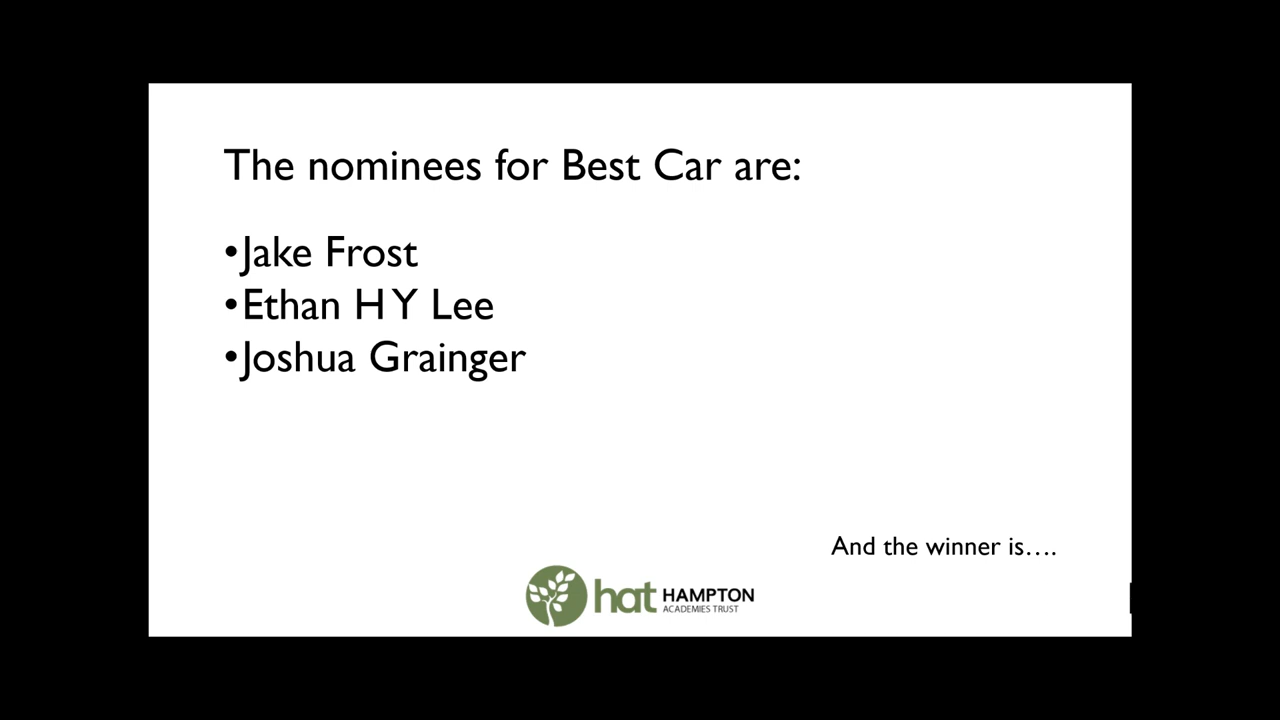 The nominees for Best Car are:
•Jake Frost
•Ethan H Y Lee
•Joshua Grainger
And the winner is….
hat HAMPTON
ACADEMIES TRUST